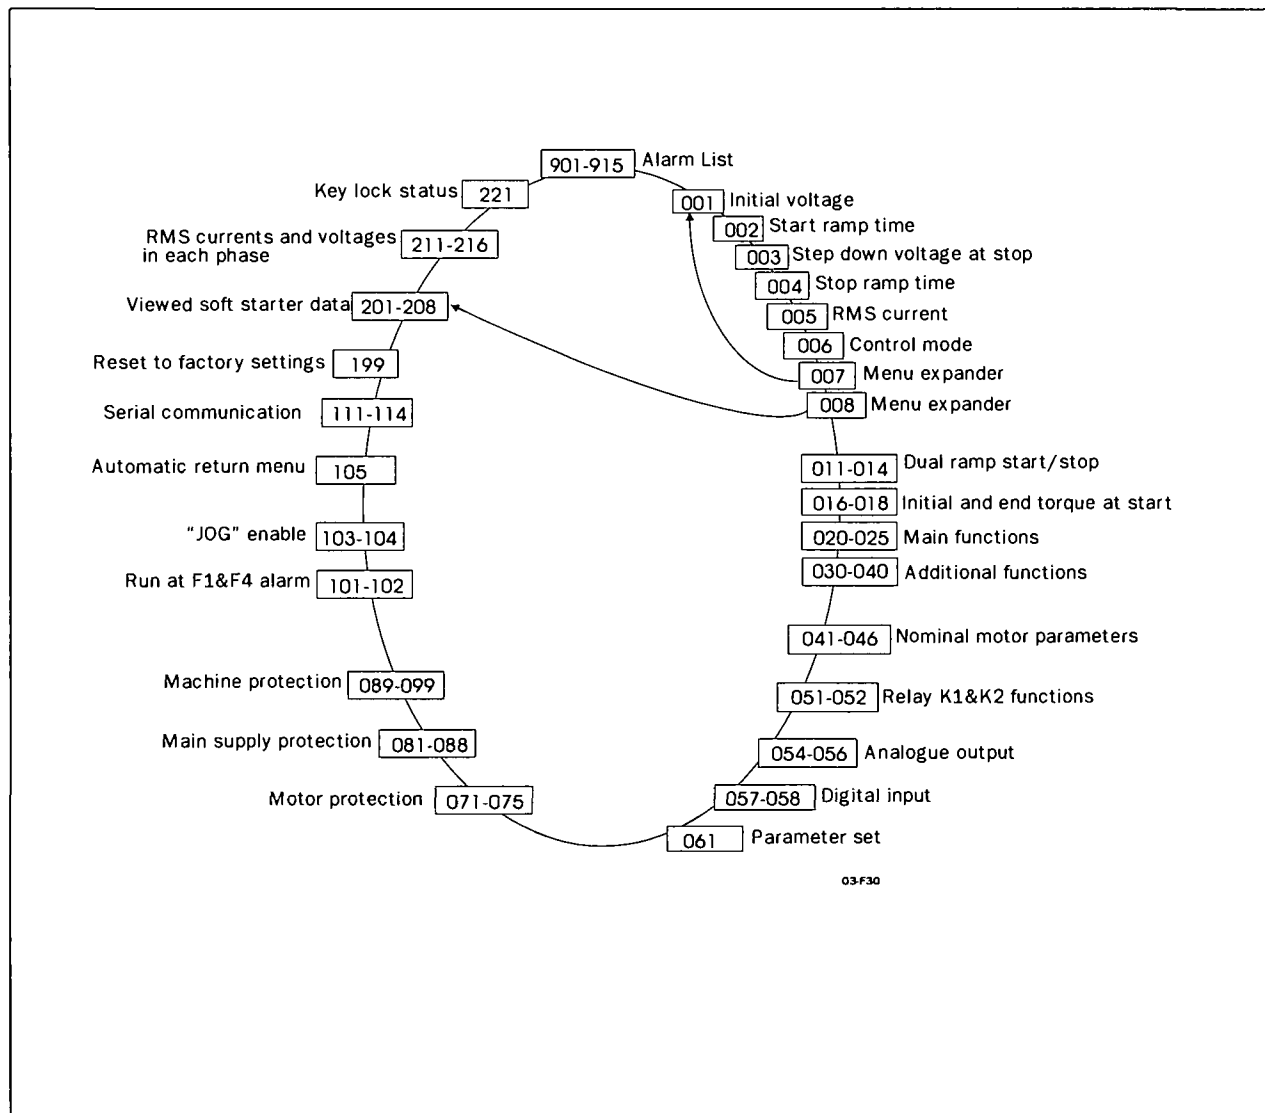 901-915 Alarm List
Key lock status 221
001 Initial voltage
002 Start ramp time
RMS currents and voltages
in each phase
211-216
003 Step down voltage at stop
004 Stop ramp time
Viewed soft starter data 201-208
005 RMS current
006 Control mode
Reset to factory settings 199
007 Menu expander
Serial communication 111-114
008 Menu expander
Automatic return menu 105
011-014 Dual ramp start/stop
016-018 Initial and end torque at start
"JOG" enable 103-104
020-025 Main functions
Run at F1&F4 alarm 101-102
030-040 Additional functions
041-046 Nominal motor parameters
Machine protection 089-099
051-052 Relay K1&K2 functions
Main supply protection 081-088
054-056 Analogue output
Motor protection 071-075
057-058 Digital input
061 Parameter set
03-F30